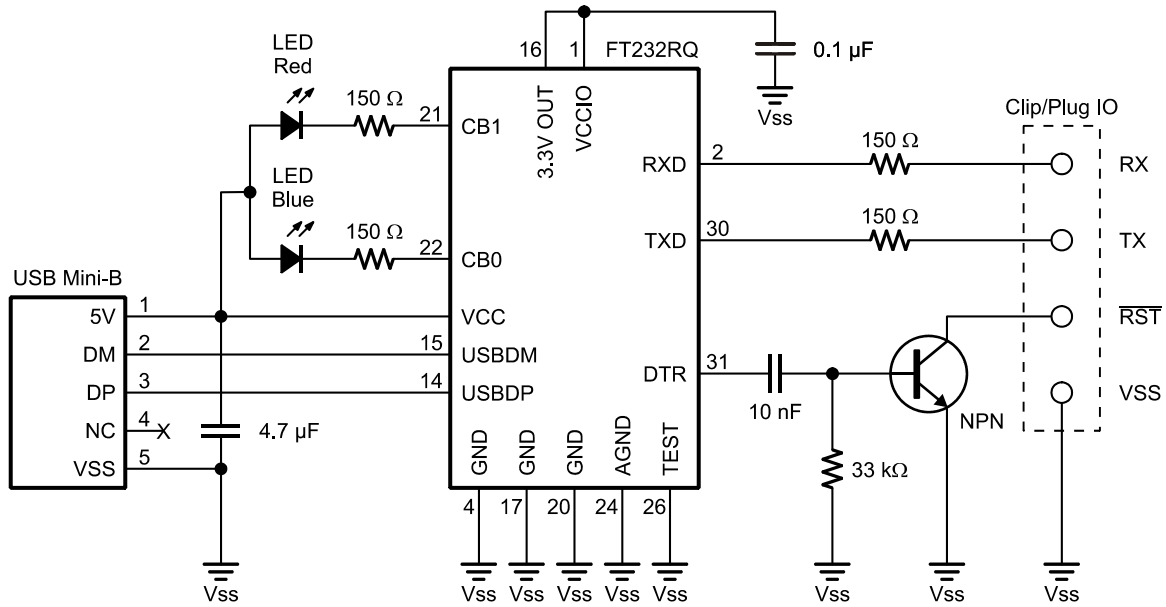 LED
Red
150 Ω
21
CB1
LED
Blue
150 Ω
22
CB0
USB Mini-B
5V
1
DM
2
DP
3
NC
4
X
VSS
5
4.7 µF
Vss
16
1
FT232RQ
3.3V OUT
VCCIO
0.1 µF
Vss
VCC
15
USBDM
14
USBDP
RXD
2
150 Ω
TXD
30
150 Ω
DTR
31
10 nF
33 kΩ
NPN
GND
GND
GND
AGND
TEST
4
17
20
24
26
Vss
Vss
Vss
Vss
Vss
Vss
Vss
Vss
Clip/Plug IO
RX
TX
R̅S̅T̅
VSS